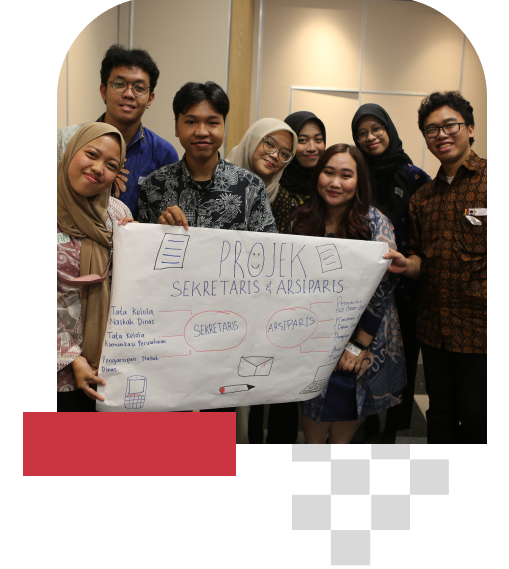 PROJEK
SEKRETARIS & ARSIPARIS
Tata Kelola
Naskah Dinas
Tata Kelola
Komunikasi Perusahaan
Pengarsipan Naskah
Dinas
SEKRETARIS
ARSIPARIS